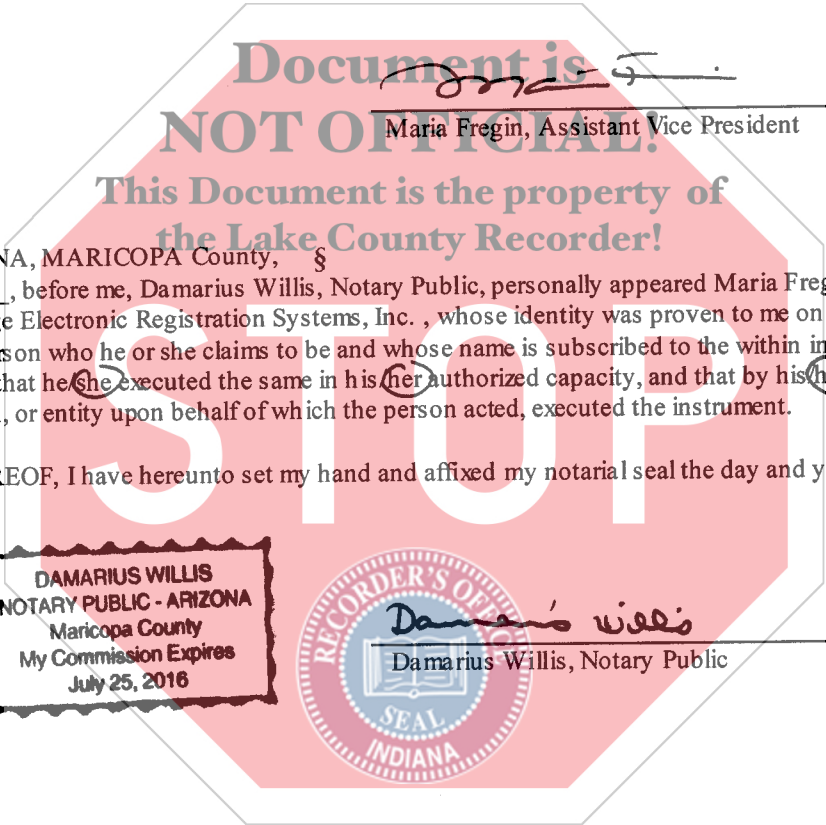 Document is
NOT OFFICIAL!
This Document is the property of
the Lake County Recorder!
Maria Fregin, Assistant Vice President
NA, MARICOPA County, §
, before me, Damarius Willis, Notary Public, personally appeared Maria Freg
e Electronic Registration Systems, Inc. , whose identity was proven to me on
son who he or she claims to be and whose name is subscribed to the within in
that he/she executed the same in his/her authorized capacity, and that by his/h
, or entity upon behalf of which the person acted, executed the instrument.
EOF, I have hereunto set my hand and affixed my notarial seal the day and y
STOP
DAMARIUS WILLIS
NOTARY PUBLIC - ARIZONA
Maricopa County
My Commission Expires
July 25, 2016
Damarius Willis
Damarius Willis, Notary Public
RECORDER'S OFFICE
SEAL
INDIANA